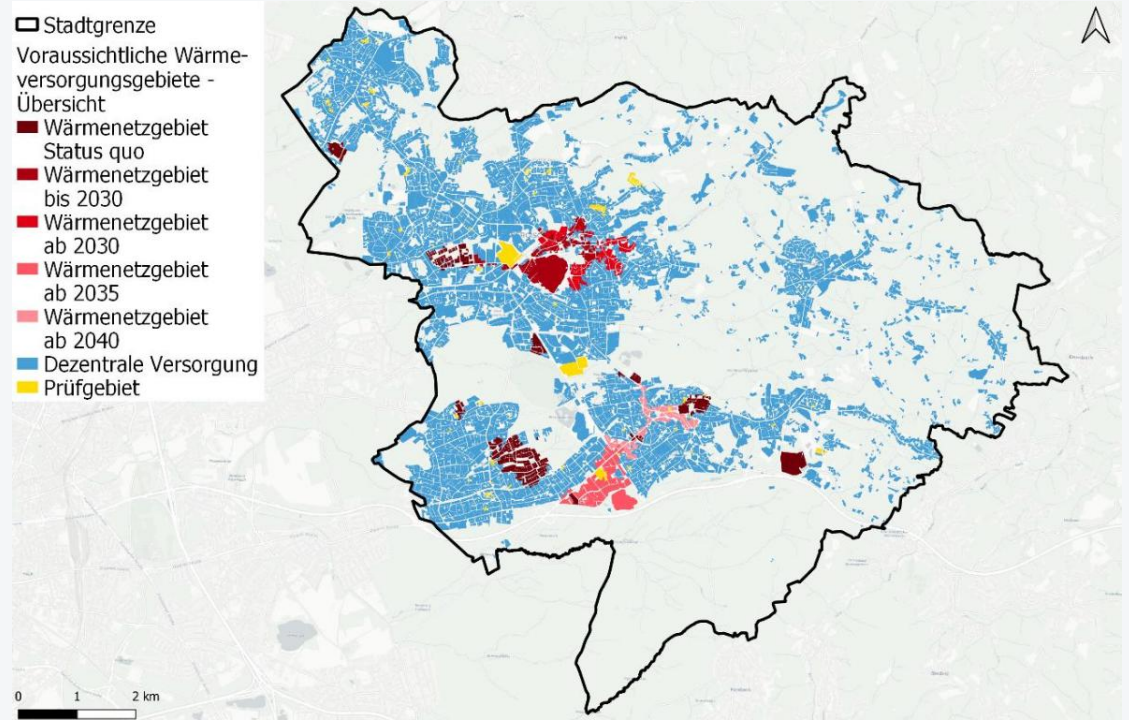 Stadtgrenze
Voraussichtliche Wärme-
versorgungsgebiete -
Übersicht
Wärmenetzgebiet
Status quo
Wärmenetzgebiet
bis 2030
Wärmenetzgebiet
ab 2030
Wärmenetzgebiet
ab 2035
Wärmenetzgebiet
ab 2040
Dezentrale Versorgung
Prüfgebiet
0 1 2 km